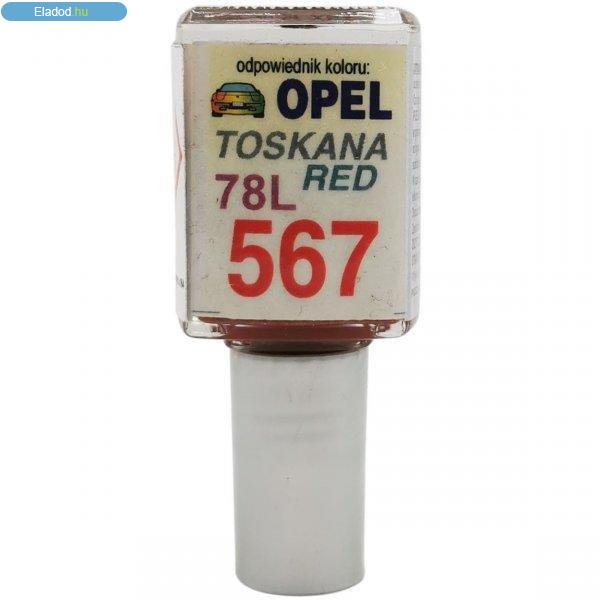 Eladod.hu
odpowiednik koloru:
OPEL
TOSKANA
RED
78L
567